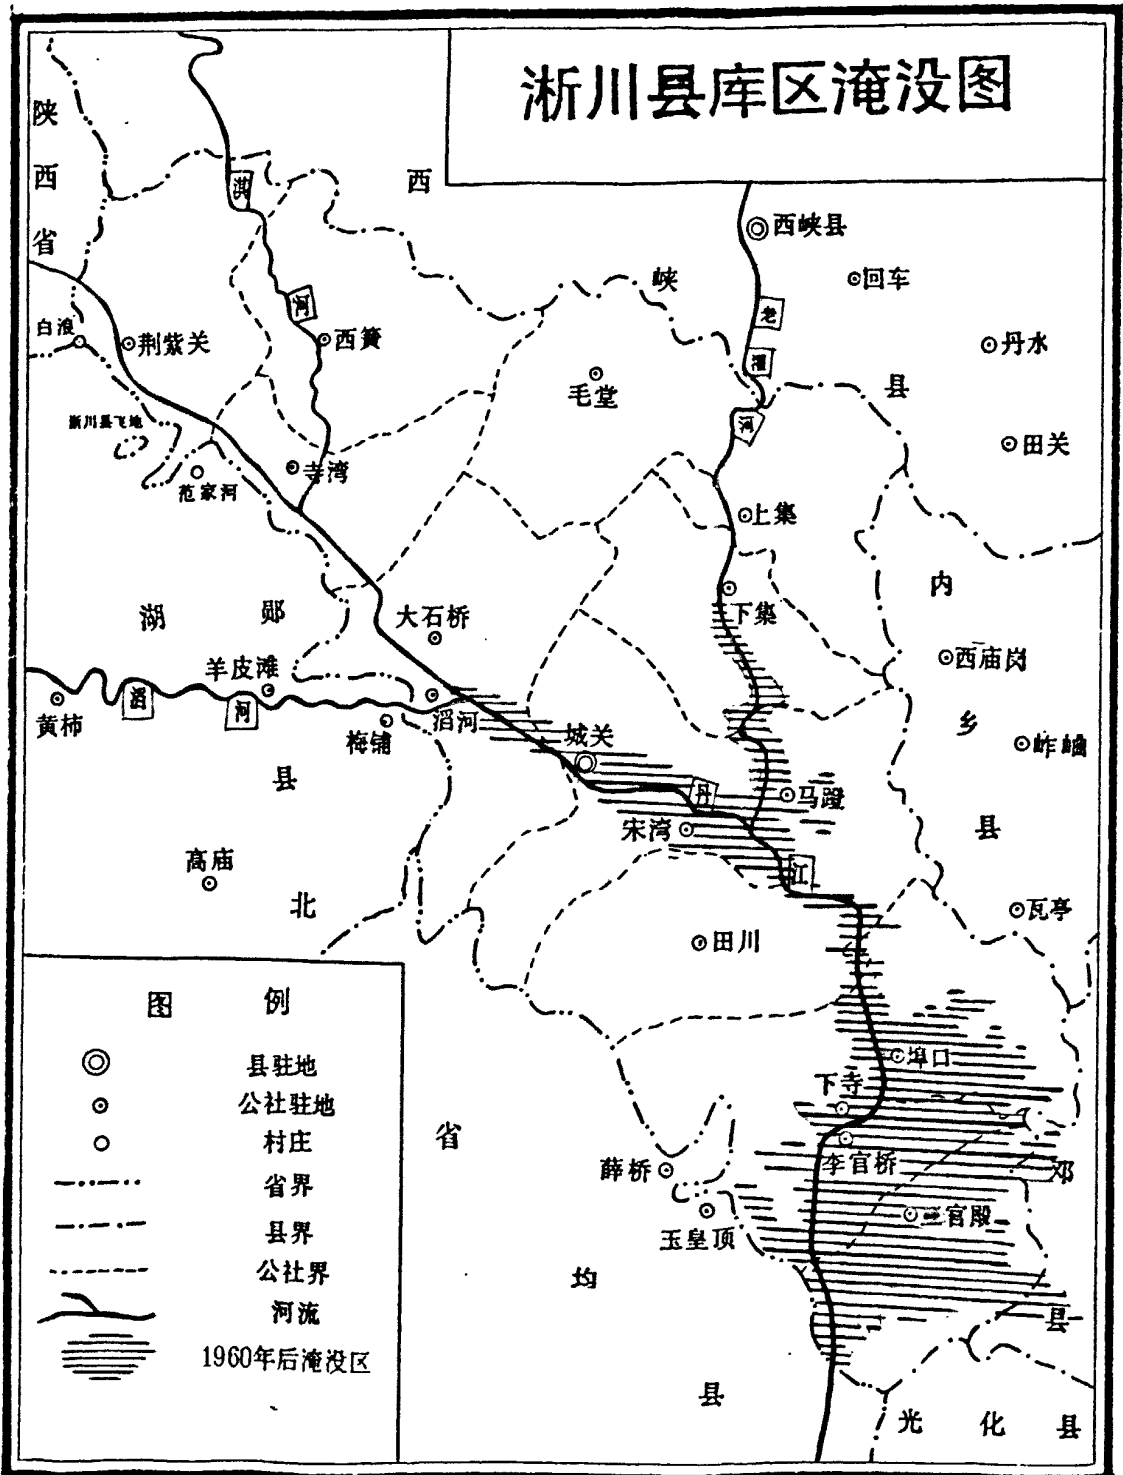 淅川县库区淹没图
陕西省
西峡县
淇河
西峡县
回车
老灌河
白浪
荆紫关
西簧
丹水
毛堂
淅川县飞地
田关
范家河
寺湾
上集
内乡县
湖北省
郧县
大石桥
下集
西庙岗
羊皮滩
黄柿
滔河
梅铺
滔河
城关
岞㟎
丹江
马蹬
宋湾
高庙
瓦亭
田川
埠口
下寺
李官桥
邓县
薛桥
三官殿
玉皇顶
均县
光化县
图例
县驻地
公社驻地
村庄
省界
县界
公社界
河流
1960年后淹没区